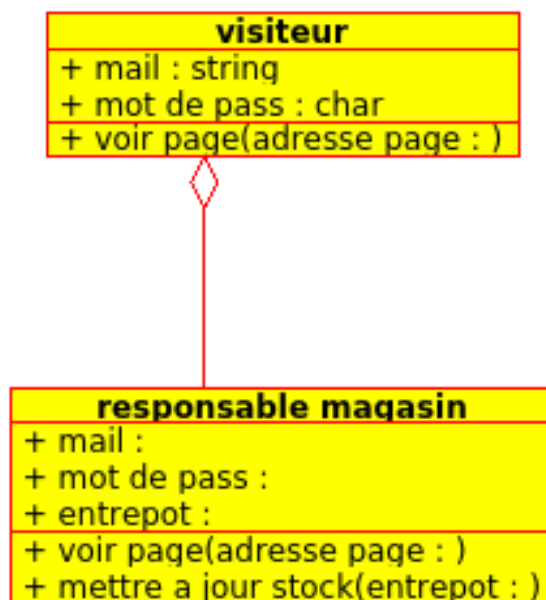 visiteur
+ mail : string
+ mot de pass : char
+ voir page(adresse page : )
responsable magasin
+ mail :
+ mot de pass :
+ entrepot :
+ voir page(adresse page : )
+ mettre a jour stock(entrepot : )